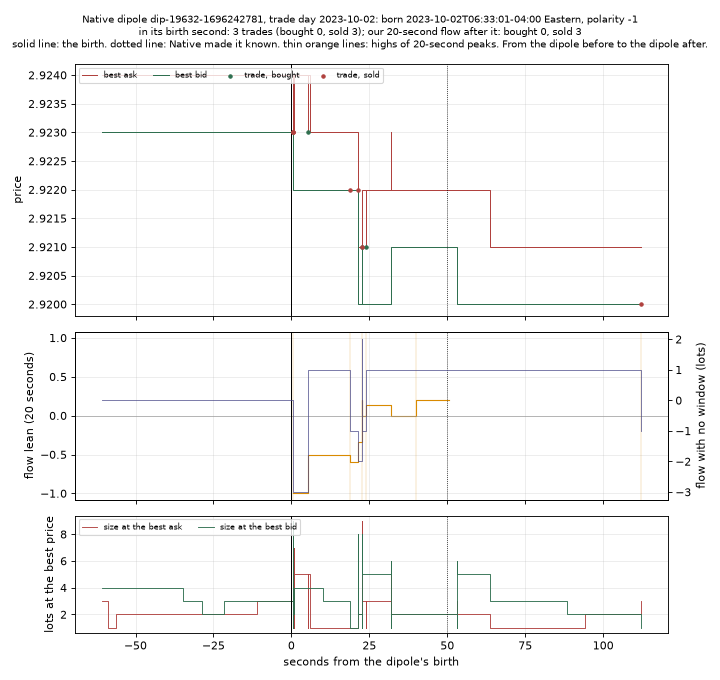 Native dipole dip-19632-1696242781, trade day 2023-10-02: born 2023-10-02T06:33:01-04:00 Eastern, polarity -1
in its birth second: 3 trades (bought 0, sold 3); our 20-second flow after it: bought 0, sold 3
solid line: the birth. dotted line: Native made it known. thin orange lines: highs of 20-second peaks. From the dipole before to the dipole after.
best ask best bid trade, bought trade, sold
2.9240
2.9235
2.9230
2.9225
2.9220
2.9215
2.9210
2.9205
2.9200
price
1.0
0.5
0.0
−0.5
−1.0
flow lean (20 seconds)
2
1
0
−1
−2
−3
flow with no window (lots)
size at the best ask size at the best bid
8
6
4
2
lots at the best price
−50 −25 0 25 50 75 100
seconds from the dipole's birth